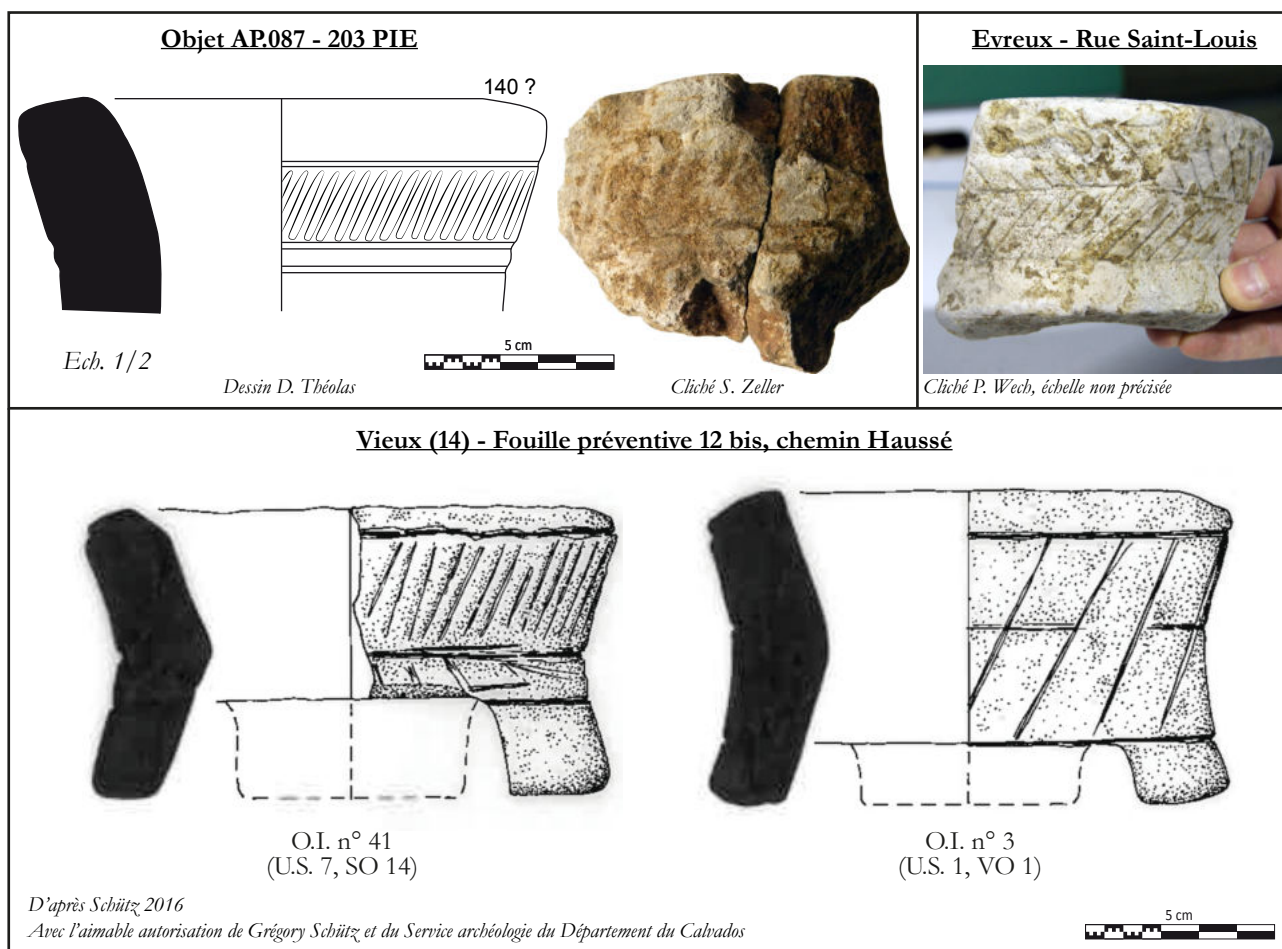 Objet AP.087 - 203 PIE
140 ?
Ech. 1/2
5 cm
Dessin D. Théolas
Cliché S. Zeller
Evreux - Rue Saint-Louis
Cliché P. Wech, échelle non précisée
Vieux (14) - Fouille préventive 12 bis, chemin Haussé
O.I. n° 41
(U.S. 7, SO 14)
O.I. n° 3
(U.S. 1, VO 1)
D'après Schütz 2016
Avec l'aimable autorisation de Grégory Schütz et du Service archéologie du Département du Calvados
5 cm